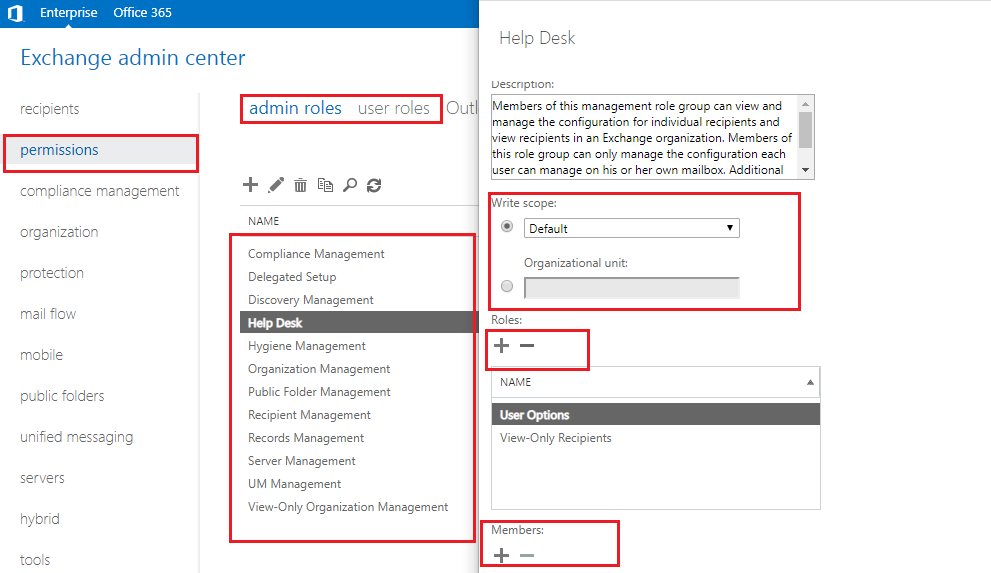 Enterprise Office 365
Exchange admin center
recipients
permissions
compliance management
organization
protection
mail flow
mobile
public folders
unified messaging
servers
hybrid
tools
admin roles user roles Outl
NAME
Compliance Management
Delegated Setup
Discovery Management
Help Desk
Hygiene Management
Organization Management
Public Folder Management
Recipient Management
Records Management
Server Management
UM Management
View-Only Organization Management
Help Desk
Description:
Members of this management role group can view and
manage the configuration for individual recipients and
view recipients in an Exchange organization. Members of
this role group can only manage the configuration each
user can manage on his or her own mailbox. Additional
Write scope:
Default
Organizational unit:
Roles:
NAME
User Options
View-Only Recipients
Members: